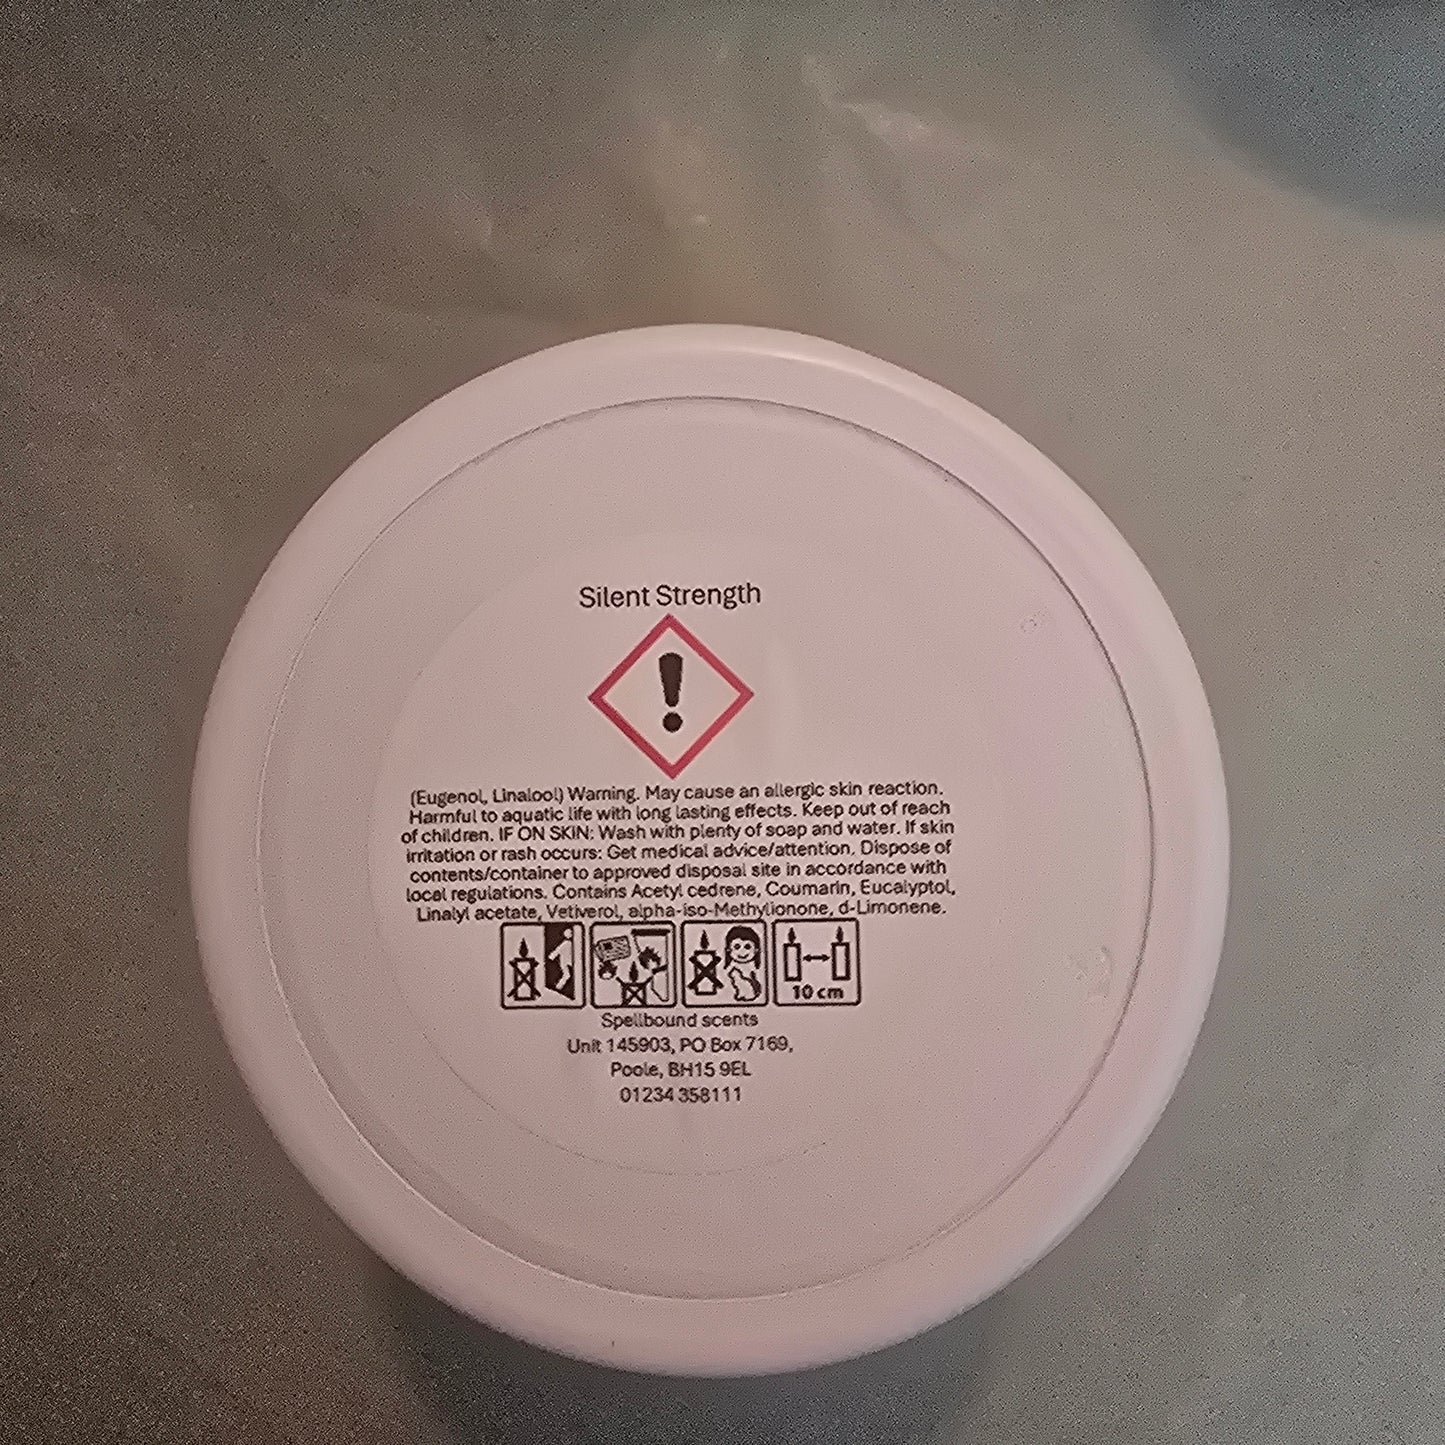 Silent Strength
(Eugenol, Linalool) Warning. May cause an allergic skin reaction.
Harmful to aquatic life with long lasting effects. Keep out of reach
of children. IF ON SKIN: Wash with plenty of soap and water. If skin
irritation or rash occurs: Get medical advice/attention. Dispose of
contents/container to approved disposal site in accordance with
local regulations. Contains Acetyl cedrene, Coumarin, Eucalyptol,
Linalyl acetate, Vetiverol, alpha-iso-Methylionone, d-Limonene.
10 cm
Spellbound scents
Unit 145903, PO Box 7169,
Poole, BH15 9EL
01234 358111